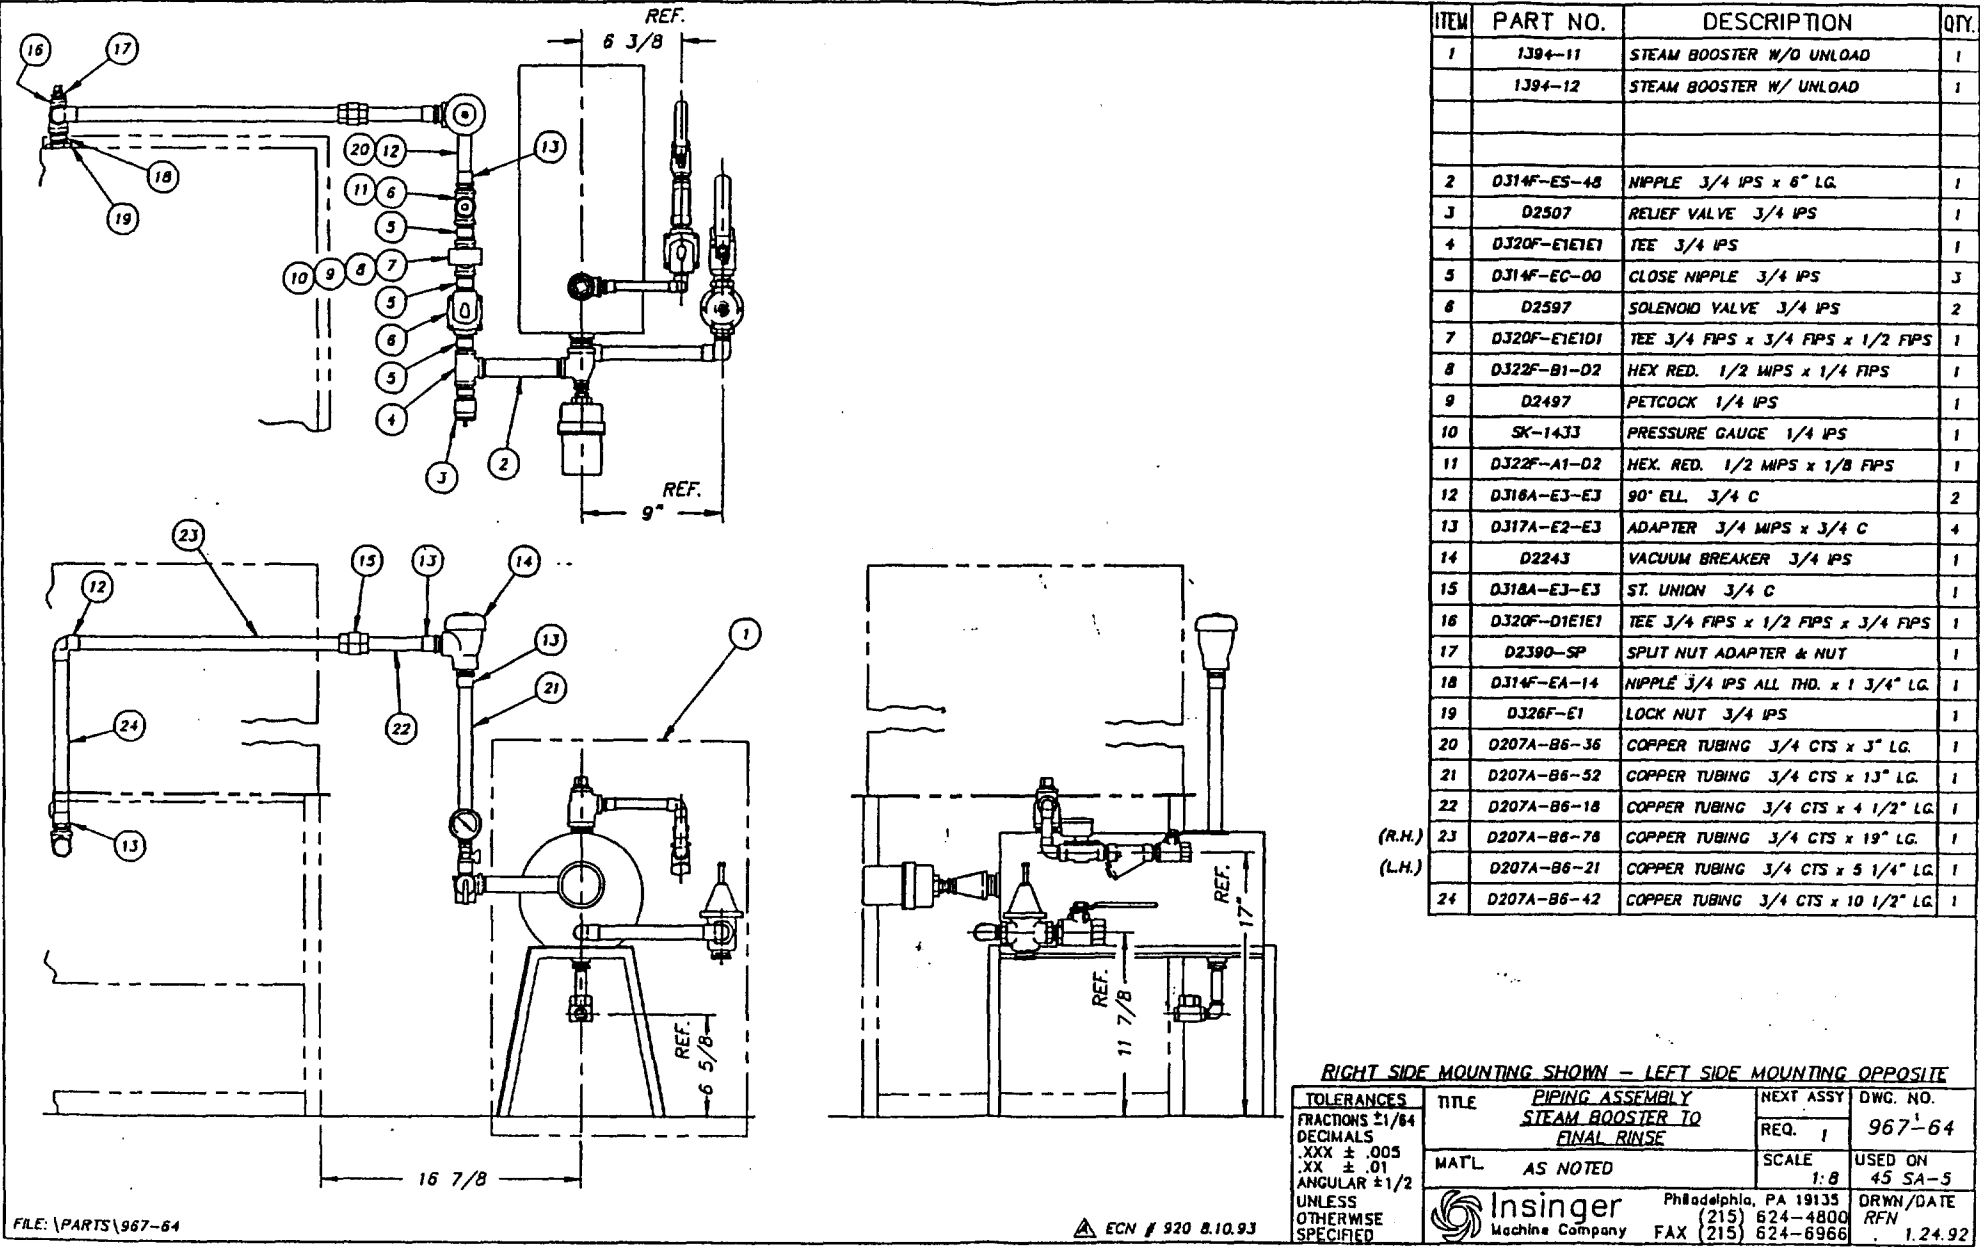 REF.
6 3/8
16
17
20
12
13
18
11
6
19
5
10
9
8
7
5
6
5
4
3
2
REF.
9"
23
12
15
13
14
13
1
21
24
22
13
REF.
6 5/8
16 7/8
REF.
17"
REF.
11 7/8
ITEM PART NO. DESCRIPTION QTY.
1 1394-11 STEAM BOOSTER W/O UNLOAD 1
1394-12 STEAM BOOSTER W/ UNLOAD 1
2 D314F-ES-48 NIPPLE 3/4 IPS x 6" LG. 1
3 D2507 RELIEF VALVE 3/4 IPS 1
4 D320F-E1E1E1 TEE 3/4 IPS 1
5 D314F-EC-00 CLOSE NIPPLE 3/4 IPS 3
6 D2597 SOLENOID VALVE 3/4 IPS 2
7 D320F-E1E1D1 TEE 3/4 FIPS x 3/4 FIPS x 1/2 FIPS 1
8 D322F-B1-D2 HEX RED. 1/2 MIPS x 1/4 FIPS 1
9 D2497 PETCOCK 1/4 IPS 1
10 SK-1433 PRESSURE GAUGE 1/4 IPS 1
11 D322F-A1-D2 HEX. RED. 1/2 MIPS x 1/8 FIPS 1
12 D316A-E3-E3 90° ELL. 3/4 C 2
13 D317A-E2-E3 ADAPTER 3/4 MIPS x 3/4 C 4
14 D2243 VACUUM BREAKER 3/4 IPS 1
15 D318A-E3-E3 ST. UNION 3/4 C 1
16 D320F-D1E1E1 TEE 3/4 FIPS x 1/2 FIPS x 3/4 FIPS 1
17 D2390-SP SPLIT NUT ADAPTER & NUT 1
18 D314F-EA-14 NIPPLE 3/4 IPS ALL THD. x 1 3/4" LG. 1
19 D326F-E1 LOCK NUT 3/4 IPS 1
20 D207A-B6-36 COPPER TUBING 3/4 CTS x 3" LG. 1
21 D207A-B6-52 COPPER TUBING 3/4 CTS x 13" LG. 1
22 D207A-B6-18 COPPER TUBING 3/4 CTS x 4 1/2" LG. 1
(R.H.) 23 D207A-B6-76 COPPER TUBING 3/4 CTS x 19" LG. 1
(L.H.) D207A-B6-21 COPPER TUBING 3/4 CTS x 5 1/4" LG. 1
24 D207A-B6-42 COPPER TUBING 3/4 CTS x 10 1/2" LG. 1
RIGHT SIDE MOUNTING SHOWN - LEFT SIDE MOUNTING OPPOSITE
TOLERANCES
FRACTIONS ±1/64
DECIMALS
.XXX ± .005
.XX ± .01
ANGULAR ±1/2
UNLESS
OTHERWISE
SPECIFIED
TITLE PIPING ASSEMBLY
STEAM BOOSTER TO
FINAL RINSE
NEXT ASSY
REQ. 1
DWG. NO.
967-64
MAT'L AS NOTED
SCALE
1:8
USED ON
45 SA-5
Insinger
Machine Company
Philadelphia, PA 19135
(215) 624-4800
FAX (215) 624-6966
DRWN/DATE
RFN
1.24.92
FILE: \PARTS\967-64
ECN # 920 8.10.93